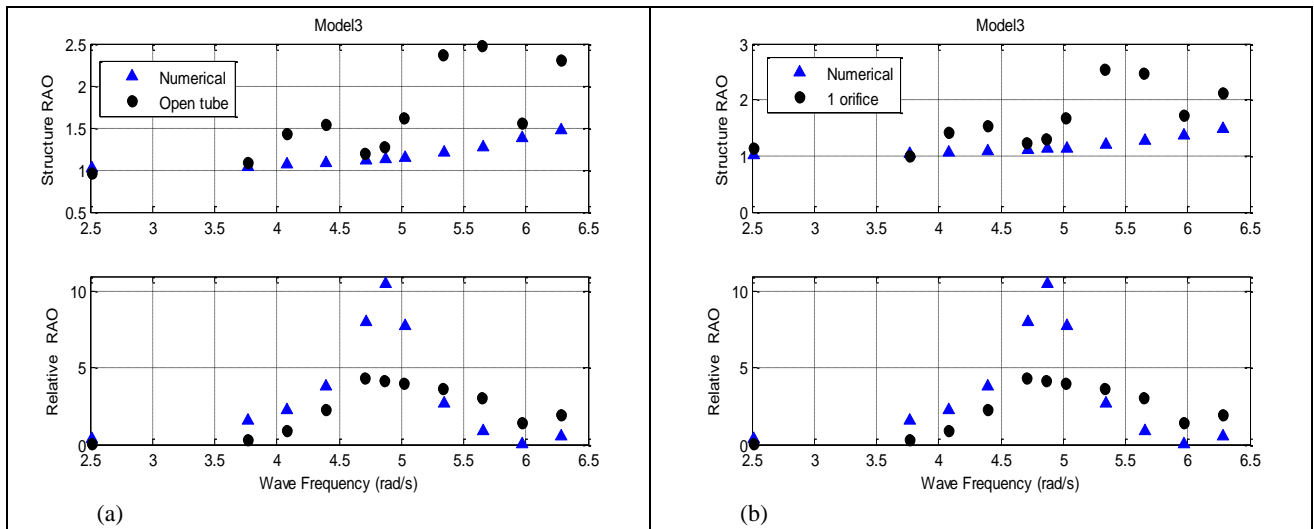 Model3
Structure RAO
2.5
2
1.5
1
0.5
Numerical
Open tube
2.5 3 3.5 4 4.5 5 5.5 6 6.5
Relative RAO
10
5
0
2.5 3 3.5 4 4.5 5 5.5 6 6.5
Wave Frequency (rad/s)
(a)
Model3
Structure RAO
3
2
1
0
Numerical
1 orifice
2.5 3 3.5 4 4.5 5 5.5 6 6.5
Relative RAO
10
5
0
2.5 3 3.5 4 4.5 5 5.5 6 6.5
Wave Frequency (rad/s)
(b)